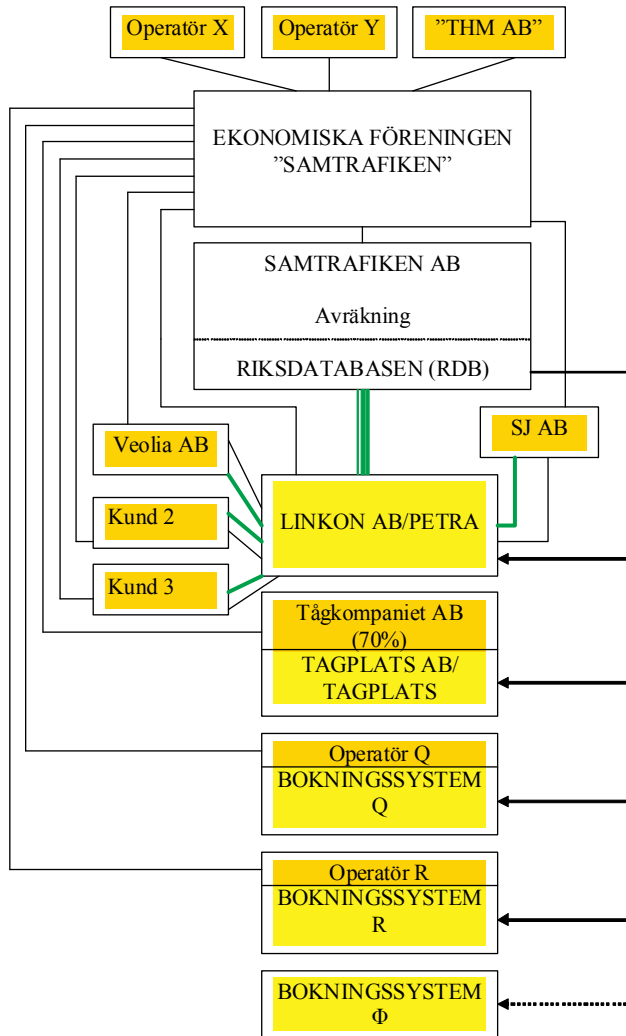 Operatör X
Operatör Y
”THM AB”
EKONOMISKA FÖRENINGEN
”SAMTRAFIKEN”
SAMTRAFIKEN AB
Avräkning
RIKSDATABASEN (RDB)
Veolia AB
SJ AB
LINKON AB/PETRA
Kund 2
Kund 3
Tågkompaniet AB
(70%)
TAGPLATS AB/
TAGPLATS
Operatör Q
BOKNINGSSYSTEM
Q
Operatör R
BOKNINGSSYSTEM
R
BOKNINGSSYSTEM
Φ